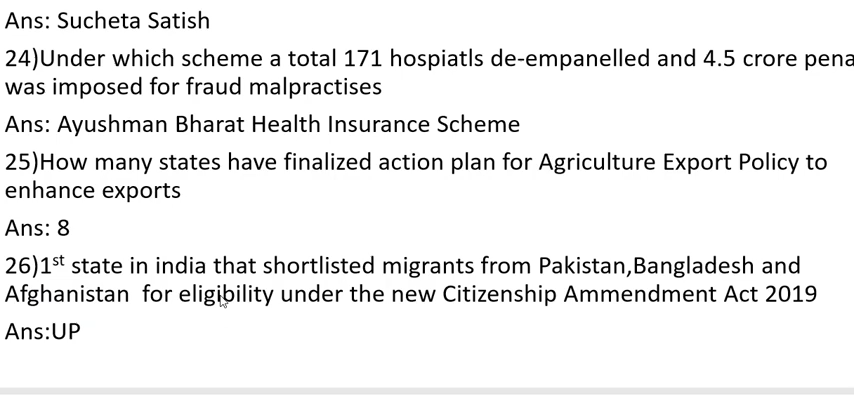 Ans: Sucheta Satish
24)Under which scheme a total 171 hospiatls de-empanelled and 4.5 crore pena
was imposed for fraud malpractises
Ans: Ayushman Bharat Health Insurance Scheme
25)How many states have finalized action plan for Agriculture Export Policy to
enhance exports
Ans: 8
26)1st state in india that shortlisted migrants from Pakistan,Bangladesh and
Afghanistan  for eligibility under the new Citizenship Ammendment Act 2019
Ans:UP